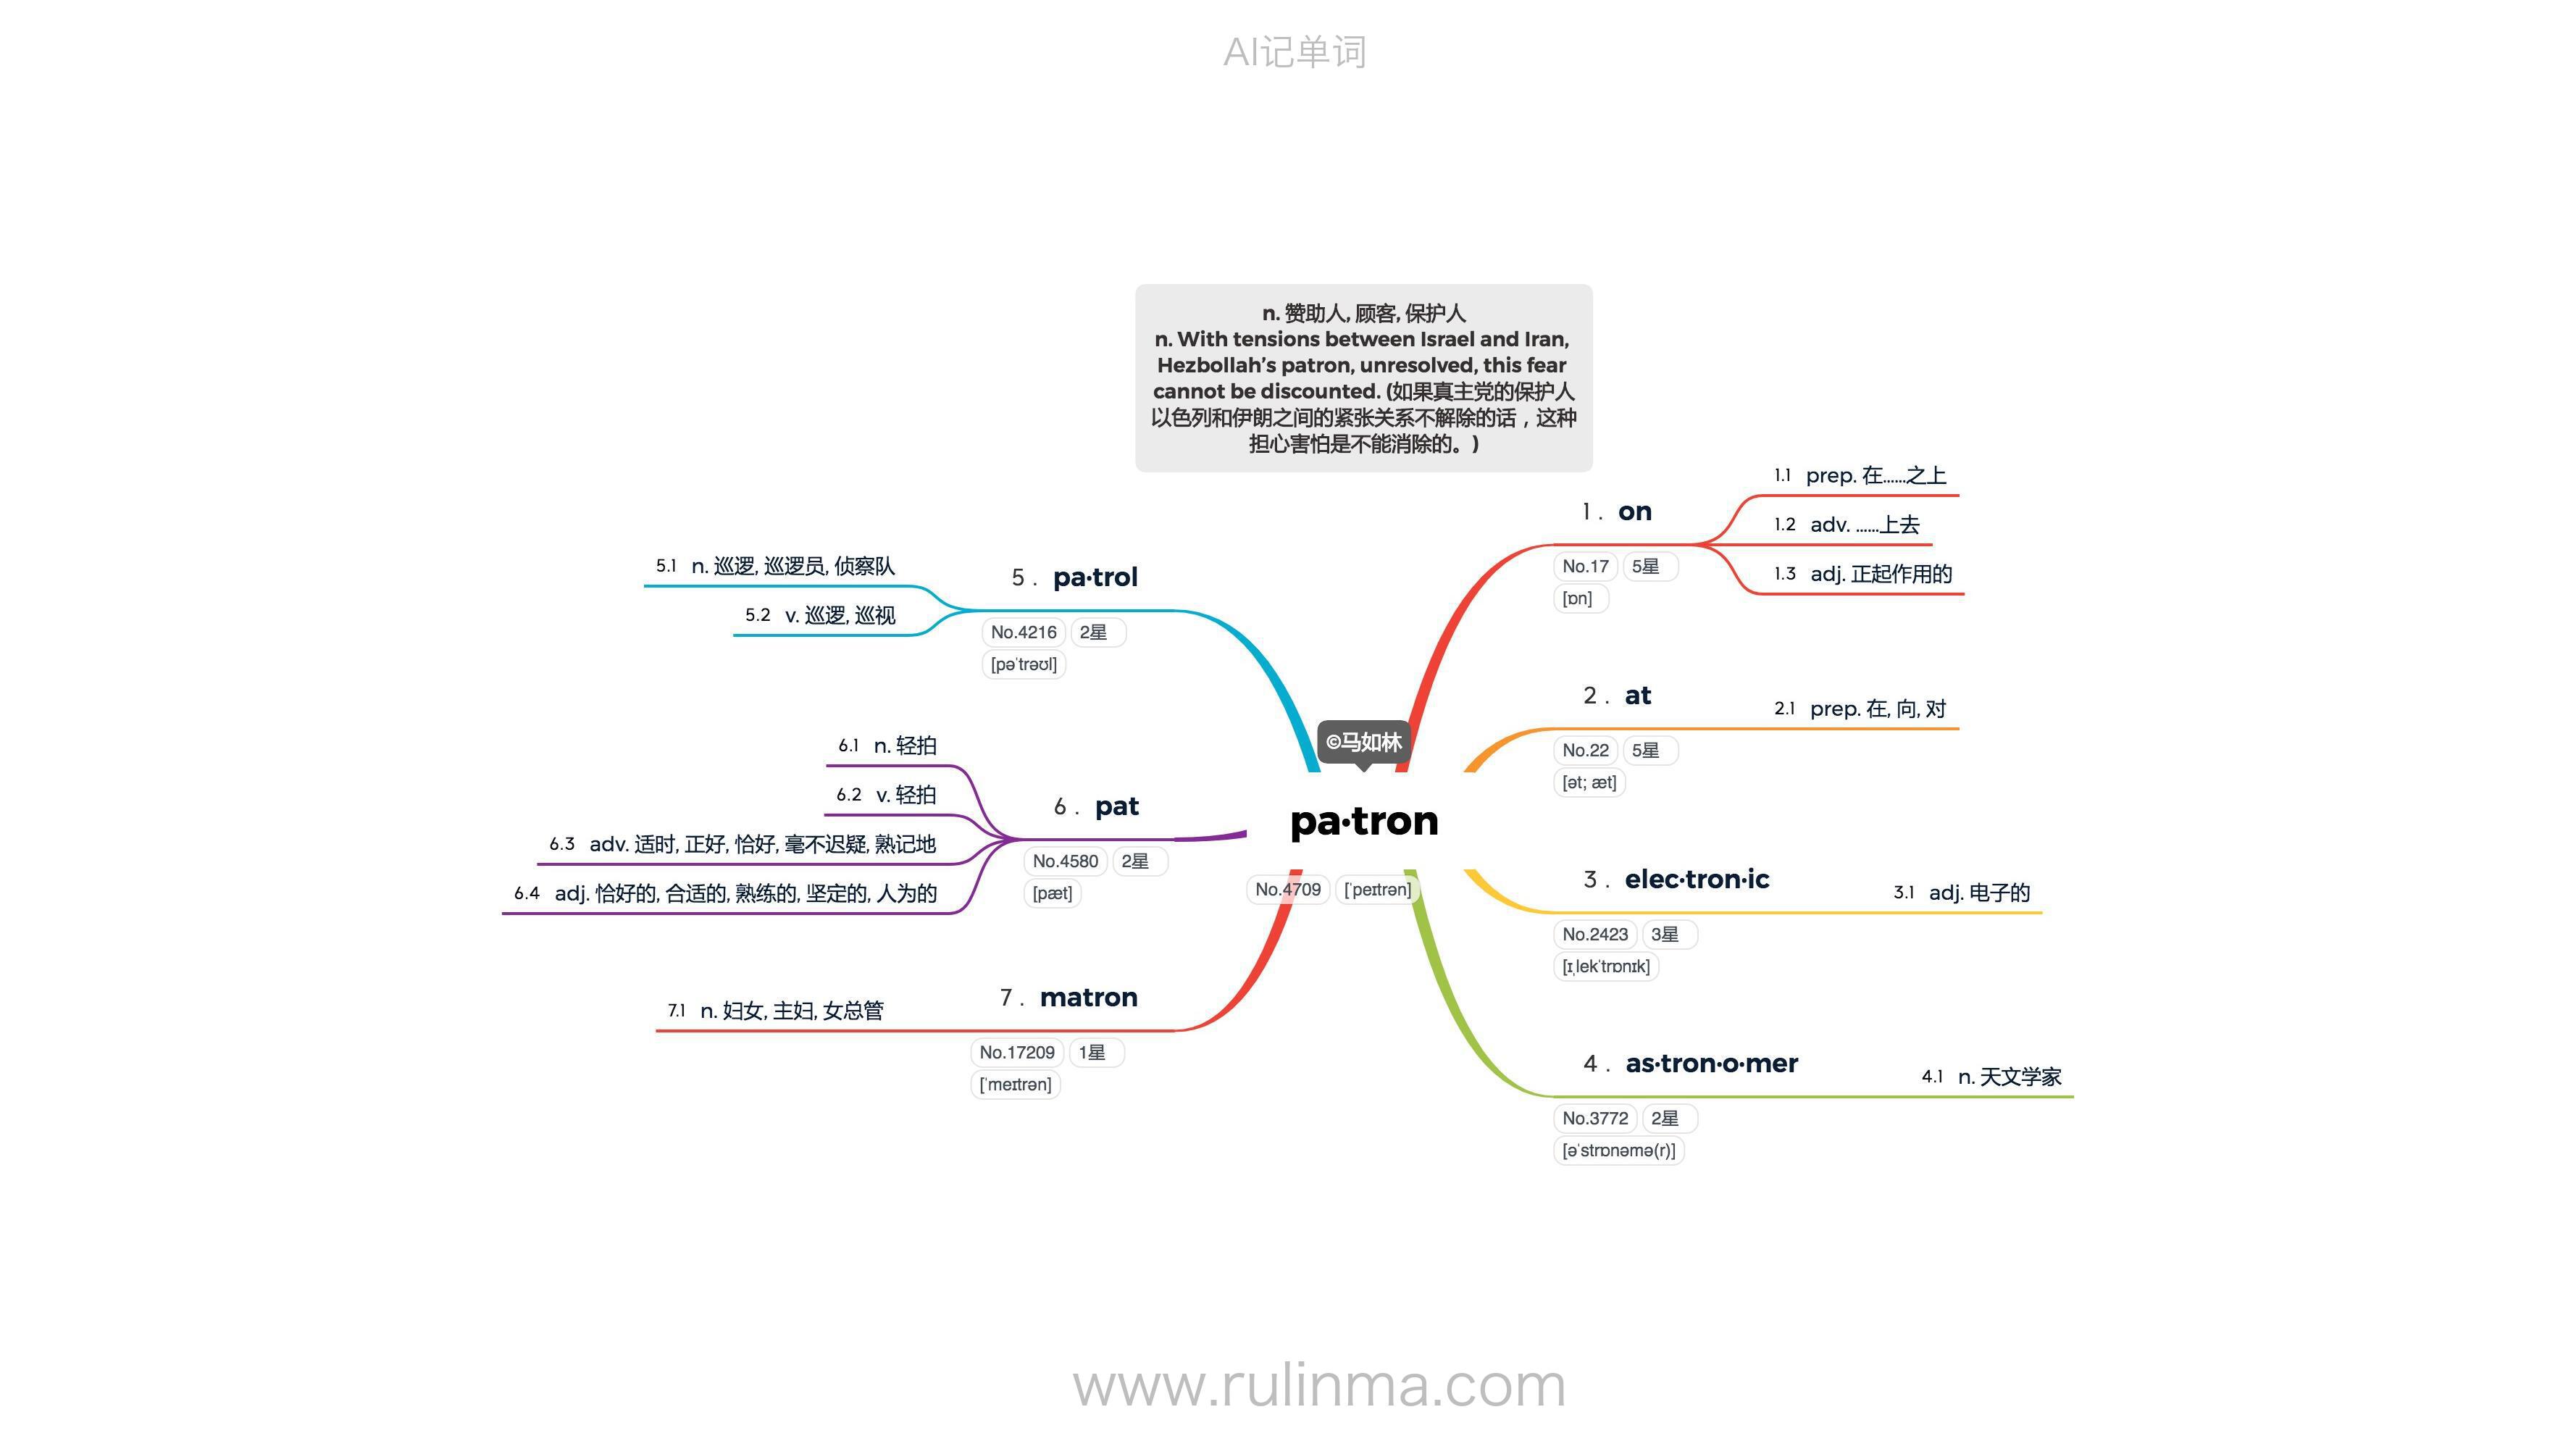 AI记单词
n. 赞助人, 顾客, 保护人
n. With tensions between Israel and Iran,
Hezbollah’s patron, unresolved, this fear
cannot be discounted. (如果真主党的保护人
以色列和伊朗之间的紧张关系不解除的话，这种
担心害怕是不能消除的。)
©马如林
pa·tron
No.4709 [ˈpeɪtrən]
1 . on
No.17 5星
[ɒn]
1.1 prep. 在……之上
1.2 adv. ……上去
1.3 adj. 正起作用的
2 . at
No.22 5星
[ət; æt]
2.1 prep. 在, 向, 对
3 . elec·tron·ic
No.2423 3星
[ɪˌlekˈtrɒnɪk]
3.1 adj. 电子的
4 . as·tron·o·mer
No.3772 2星
[əˈstrɒnəmə(r)]
4.1 n. 天文学家
5 . pa·trol
No.4216 2星
[pəˈtrəʊl]
5.1 n. 巡逻, 巡逻员, 侦察队
5.2 v. 巡逻, 巡视
6 . pat
No.4580 2星
[pæt]
6.1 n. 轻拍
6.2 v. 轻拍
6.3 adv. 适时, 正好, 恰好, 毫不迟疑, 熟记地
6.4 adj. 恰好的, 合适的, 熟练的, 坚定的, 人为的
7 . matron
No.17209 1星
[ˈmeɪtrən]
7.1 n. 妇女, 主妇, 女总管
www.rulinma.com